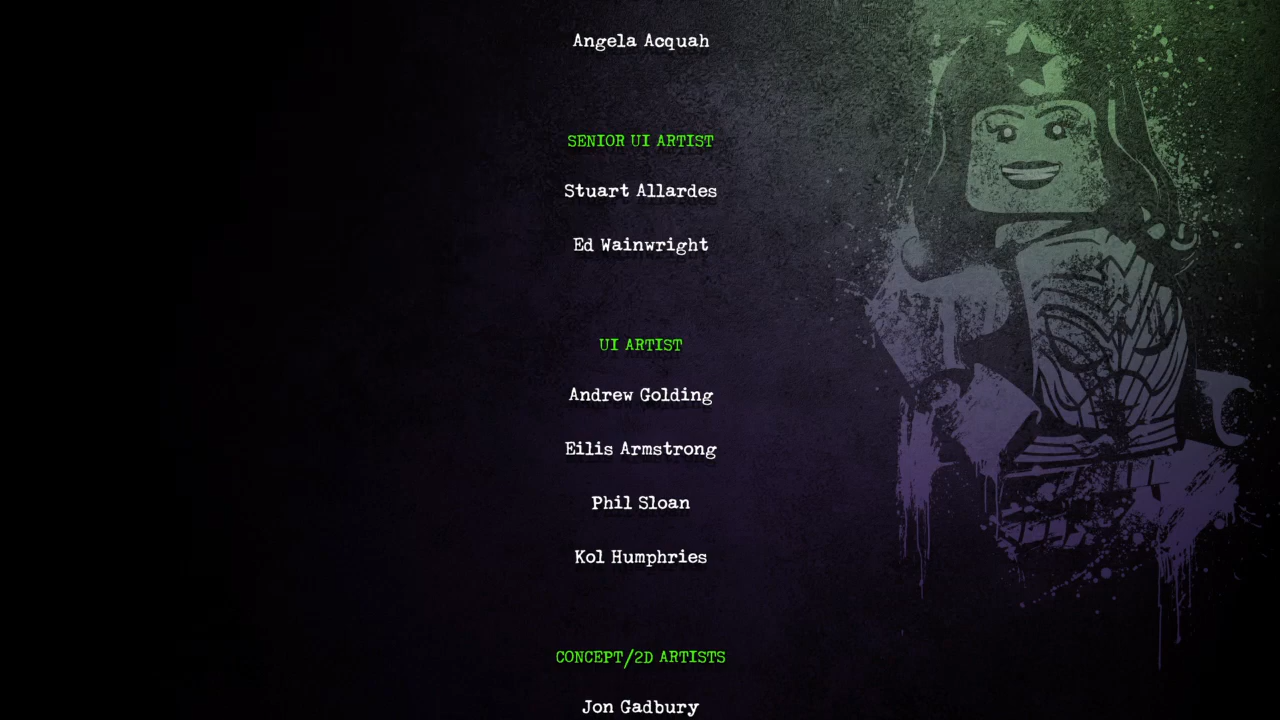 Angela Acquah
SENIOR UI ARTIST
Stuart Allardes
Ed Wainwright
UI ARTIST
Andrew Golding
Eilis Armstrong
Phil Sloan
Kol Humphries
CONCEPT/2D ARTISTS
Jon Gadbury